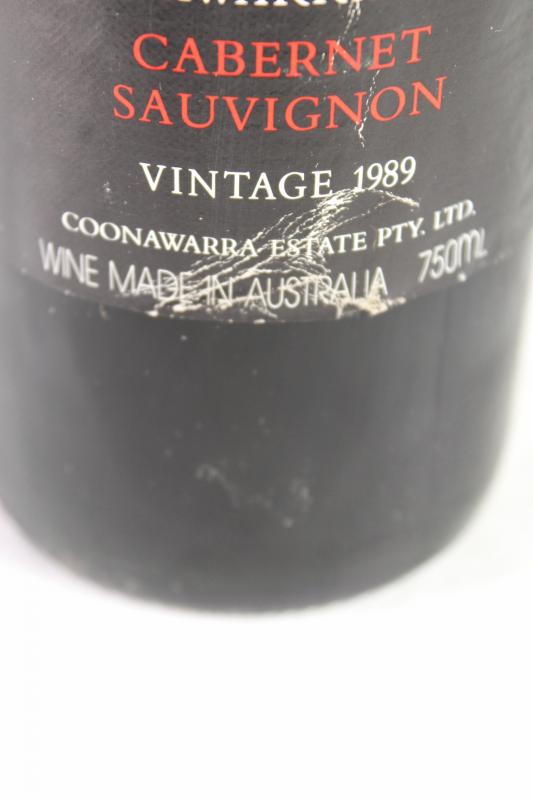 CABERNET
SAUVIGNON
VINTAGE 1989
COONAWARRA ESTATE PTY. LTD.
WINE MADE IN AUSTRALIA 750ML